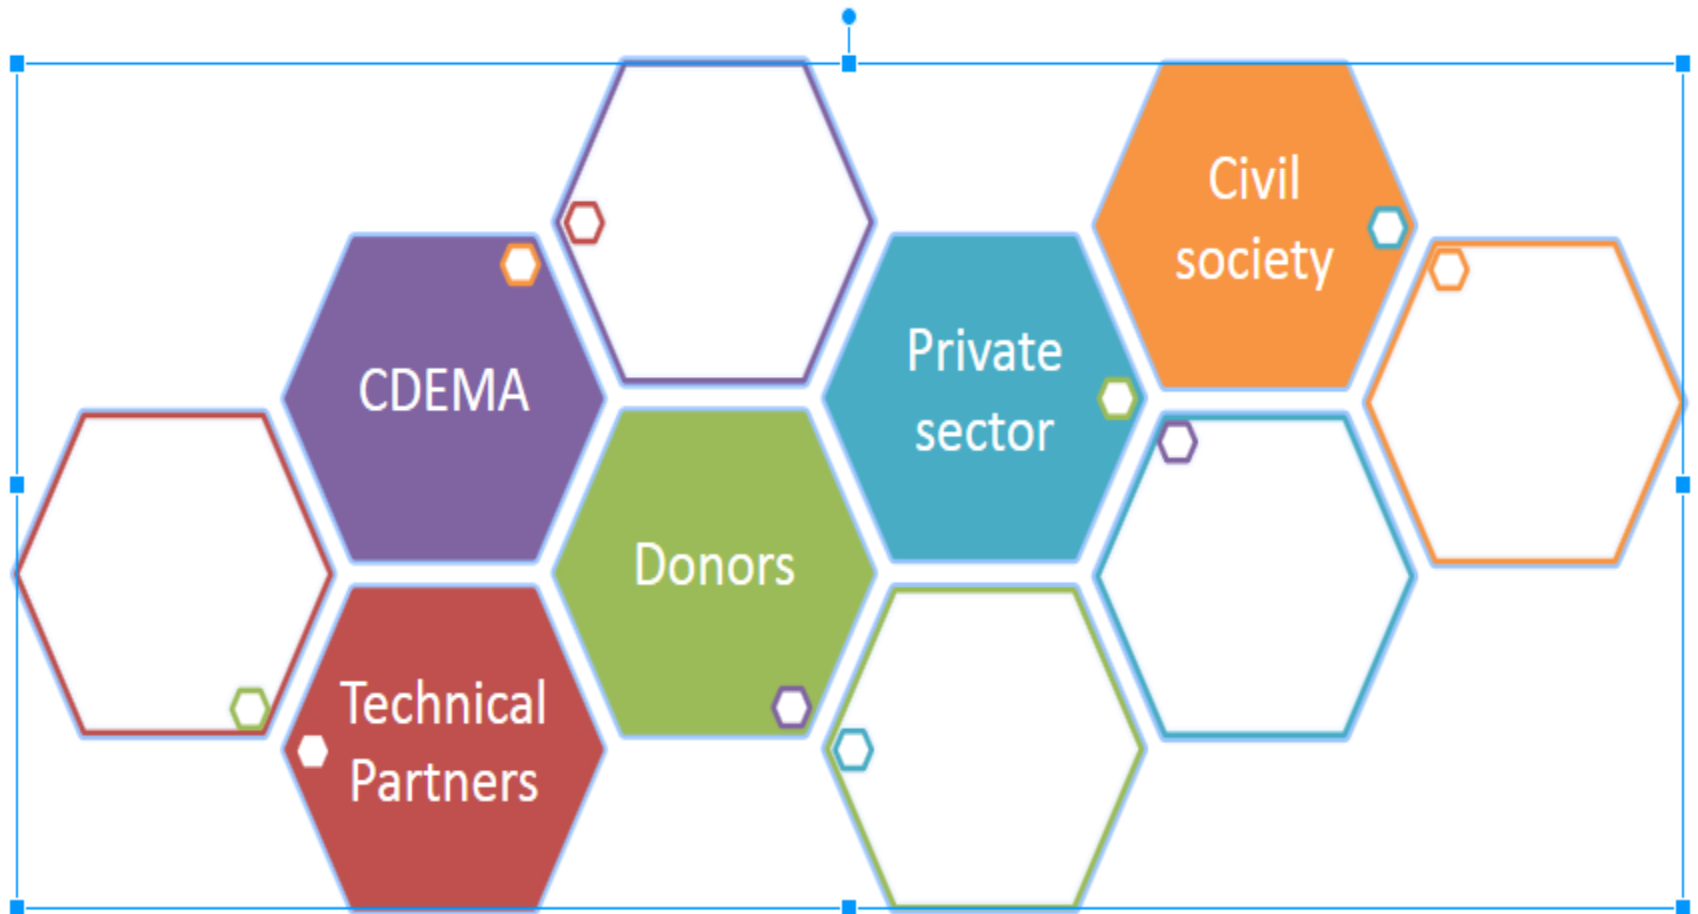 CDEMA
Technical
Partners
Donors
Private
sector
Civil
society